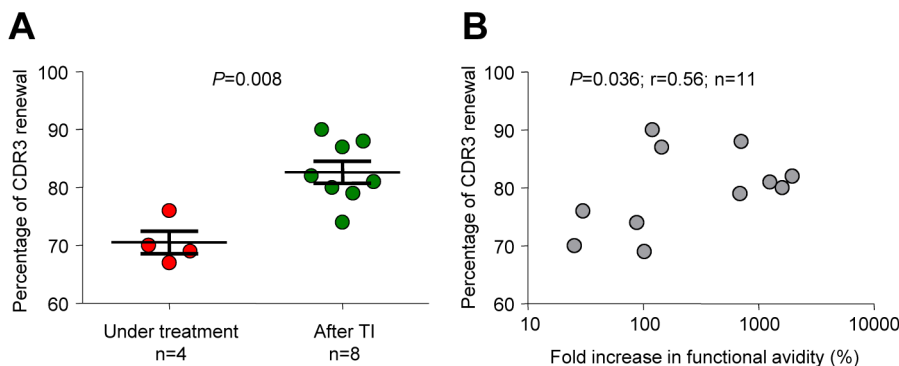 A
Percentage of CDR3 renewal
100
90
80
70
60
P=0.008
Under treatment
n=4
After TI
n=8
B
Percentage of CDR3 renewal
100
90
80
70
60
P=0.036; r=0.56; n=11
10
100
1000
10000
Fold increase in functional avidity (%)